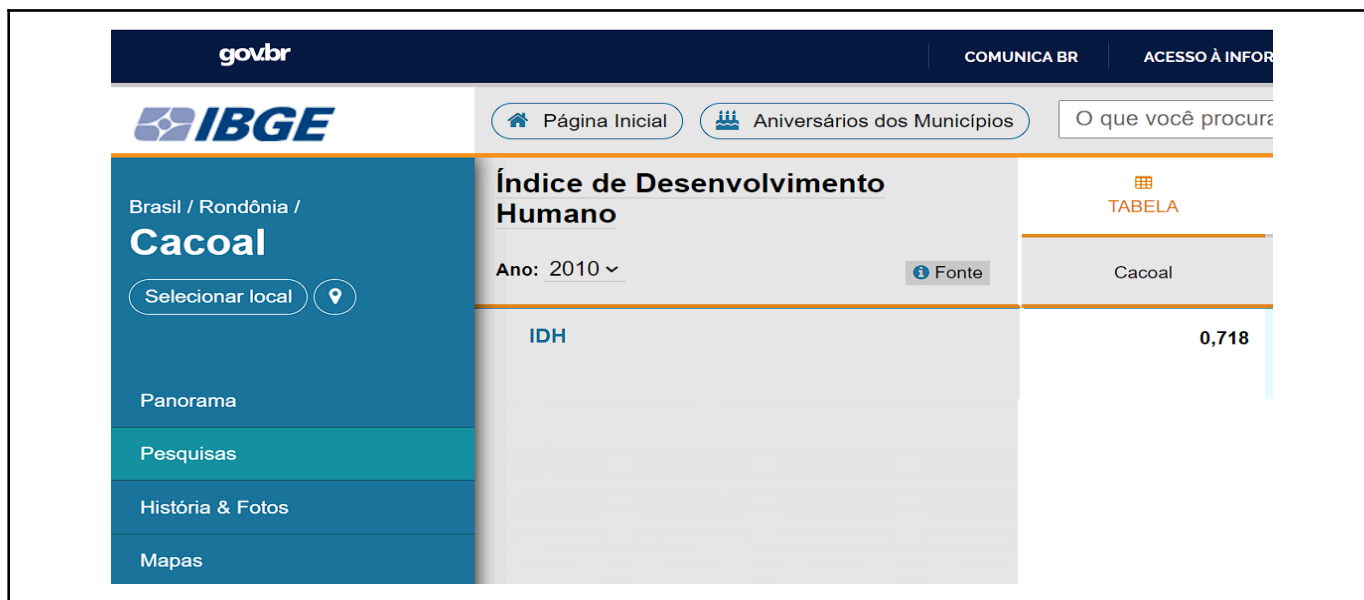 gov.br
COMUNICA BR
ACESSO À INFOR
IBGE
Página Inicial
Aniversários dos Municípios
O que você procura
Brasil / Rondônia /
Cacoal
Selecionar local
Índice de Desenvolvimento
Humano
Ano: 2010
Fonte
TABELA
Cacoal
IDH
0,718
Panorama
Pesquisas
História & Fotos
Mapas